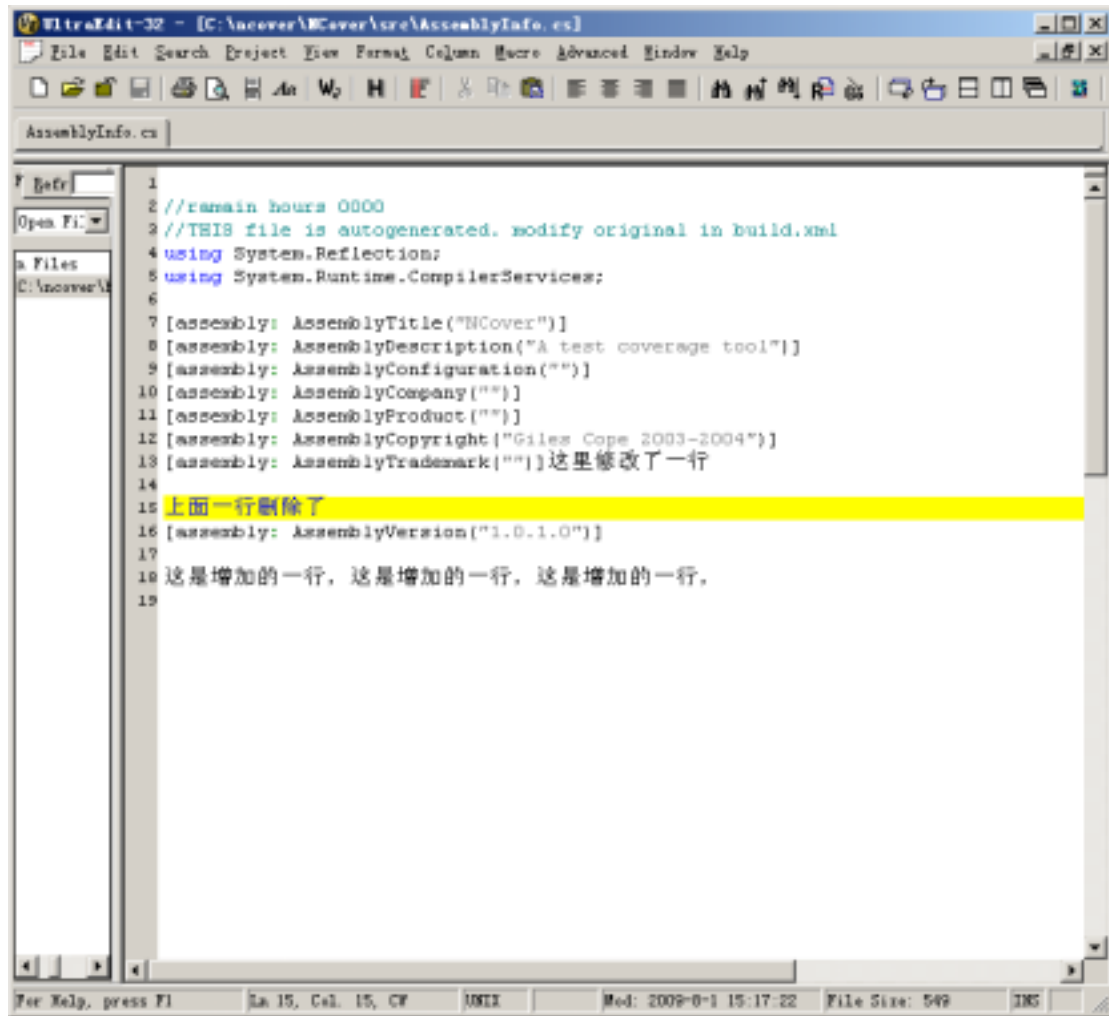 UltraEdit-32 - [C:\ncover\NCover\src\AssemblyInfo.cs]
File Edit Search Project View Format Column Macro Advanced Window Help
AssemblyInfo.cs
Refr
Open Fi
n Files
C:\ncover\
1
2 //ramain hours 0000
3 //THIS file is autogenerated. modify original in build.xml
4 using System.Reflection;
5 using System.Runtime.CompilerServices;
6
7 [assembly: AssemblyTitle("NCover")]
8 [assembly: AssemblyDescription("A test coverage tool")]
9 [assembly: AssemblyConfiguration("")]
10 [assembly: AssemblyCompany("")]
11 [assembly: AssemblyProduct("")]
12 [assembly: AssemblyCopyright("Giles Cope 2003-2004")]
13 [assembly: AssemblyTrademark("")]这里修改了一行
14
15 上面一行删除了
16 [assembly: AssemblyVersion("1.0.1.0")]
17
18 这是增加的一行，这是增加的一行，这是增加的一行，
19
For Help, press F1 Ln 15, Col. 15, CW UNIX Mod: 2009-8-1 15:17:22 File Size: 549 INS